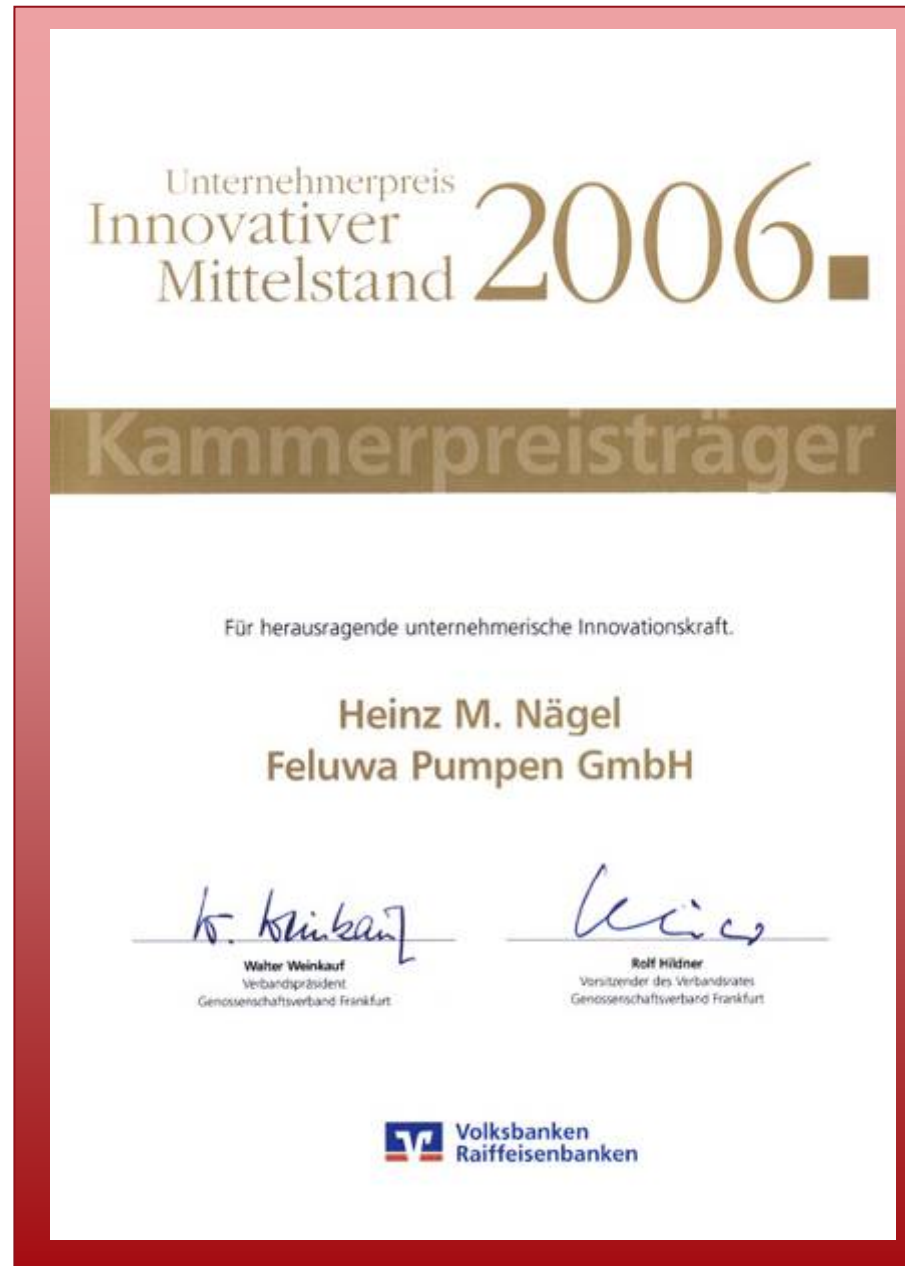 Unternehmerpreis
Innovativer
Mittelstand 2006.
Kammerpreisträger
Für herausragende unternehmerische Innovationskraft.
Heinz M. Nägel
Feluwa Pumpen GmbH
W. Weinkauf
Walter Weinkauf
Verbandspräsident
Genossenschaftsverband Frankfurt
Rolf Hildner
Vorsitzender des Verbandsrates
Genossenschaftsverband Frankfurt
Volksbanken
Raiffeisenbanken